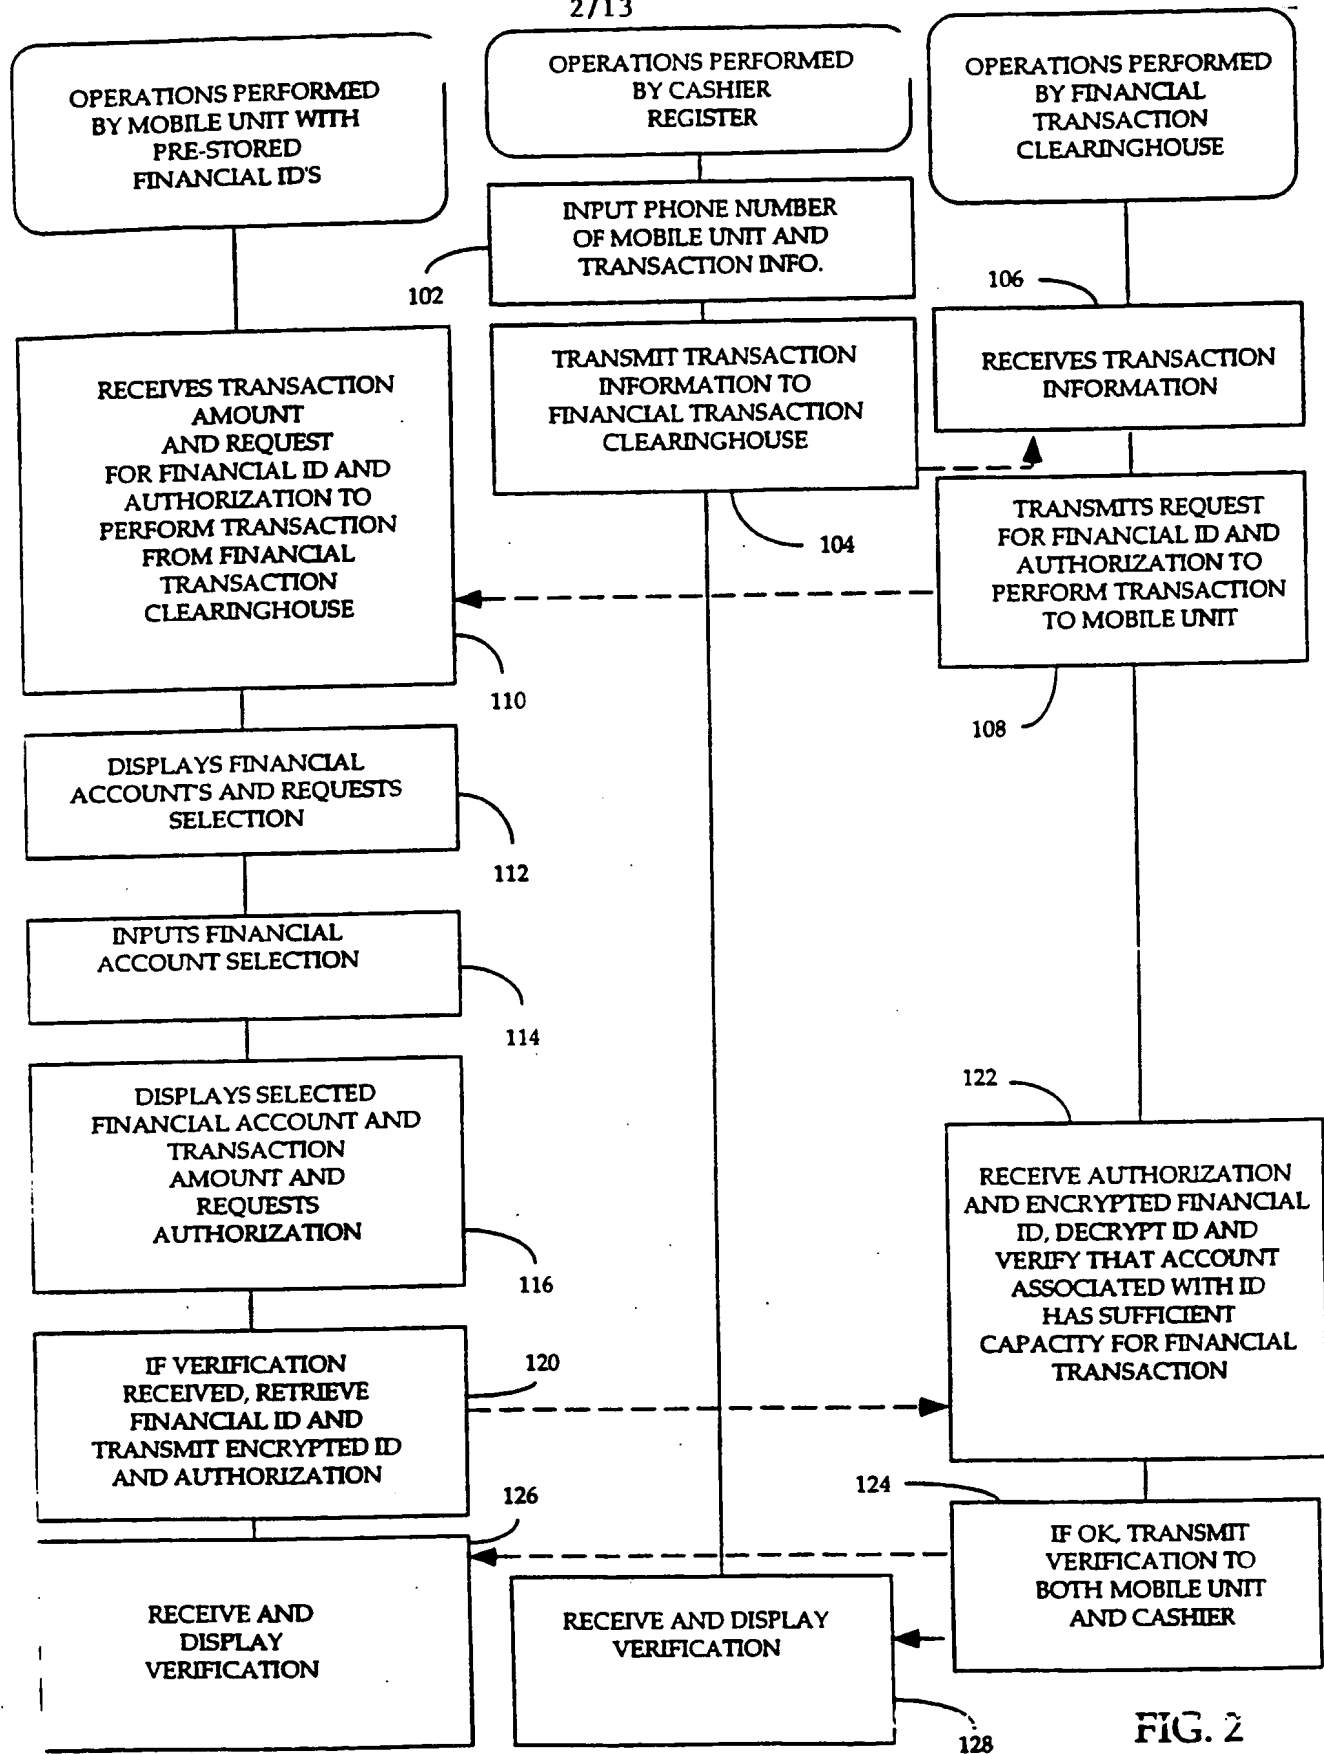 2/13
OPERATIONS PERFORMED
BY MOBILE UNIT WITH
PRE-STORED
FINANCIAL ID'S
OPERATIONS PERFORMED
BY CASHIER
REGISTER
OPERATIONS PERFORMED
BY FINANCIAL
TRANSACTION
CLEARINGHOUSE
INPUT PHONE NUMBER
OF MOBILE UNIT AND
TRANSACTION INFO.
102
106
RECEIVES TRANSACTION
AMOUNT
AND REQUEST
FOR FINANCIAL ID AND
AUTHORIZATION TO
PERFORM TRANSACTION
FROM FINANCIAL
TRANSACTION
CLEARINGHOUSE
TRANSMIT TRANSACTION
INFORMATION TO
FINANCIAL TRANSACTION
CLEARINGHOUSE
RECEIVES TRANSACTION
INFORMATION
104
TRANSMITS REQUEST
FOR FINANCIAL ID AND
AUTHORIZATION TO
PERFORM TRANSACTION
TO MOBILE UNIT
110
108
DISPLAYS FINANCIAL
ACCOUNT'S AND REQUESTS
SELECTION
112
INPUTS FINANCIAL
ACCOUNT SELECTION
114
DISPLAYS SELECTED
FINANCIAL ACCOUNT AND
TRANSACTION
AMOUNT AND
REQUESTS
AUTHORIZATION
116
122
RECEIVE AUTHORIZATION
AND ENCRYPTED FINANCIAL
ID, DECRYPT ID AND
VERIFY THAT ACCOUNT
ASSOCIATED WITH ID
HAS SUFFICIENT
CAPACITY FOR FINANCIAL
TRANSACTION
IF VERIFICATION
RECEIVED, RETRIEVE
FINANCIAL ID AND
TRANSMIT ENCRYPTED ID
AND AUTHORIZATION
120
126
124
IF OK, TRANSMIT
VERIFICATION TO
BOTH MOBILE UNIT
AND CASHIER
RECEIVE AND
DISPLAY
VERIFICATION
RECEIVE AND DISPLAY
VERIFICATION
128
FIG. 2